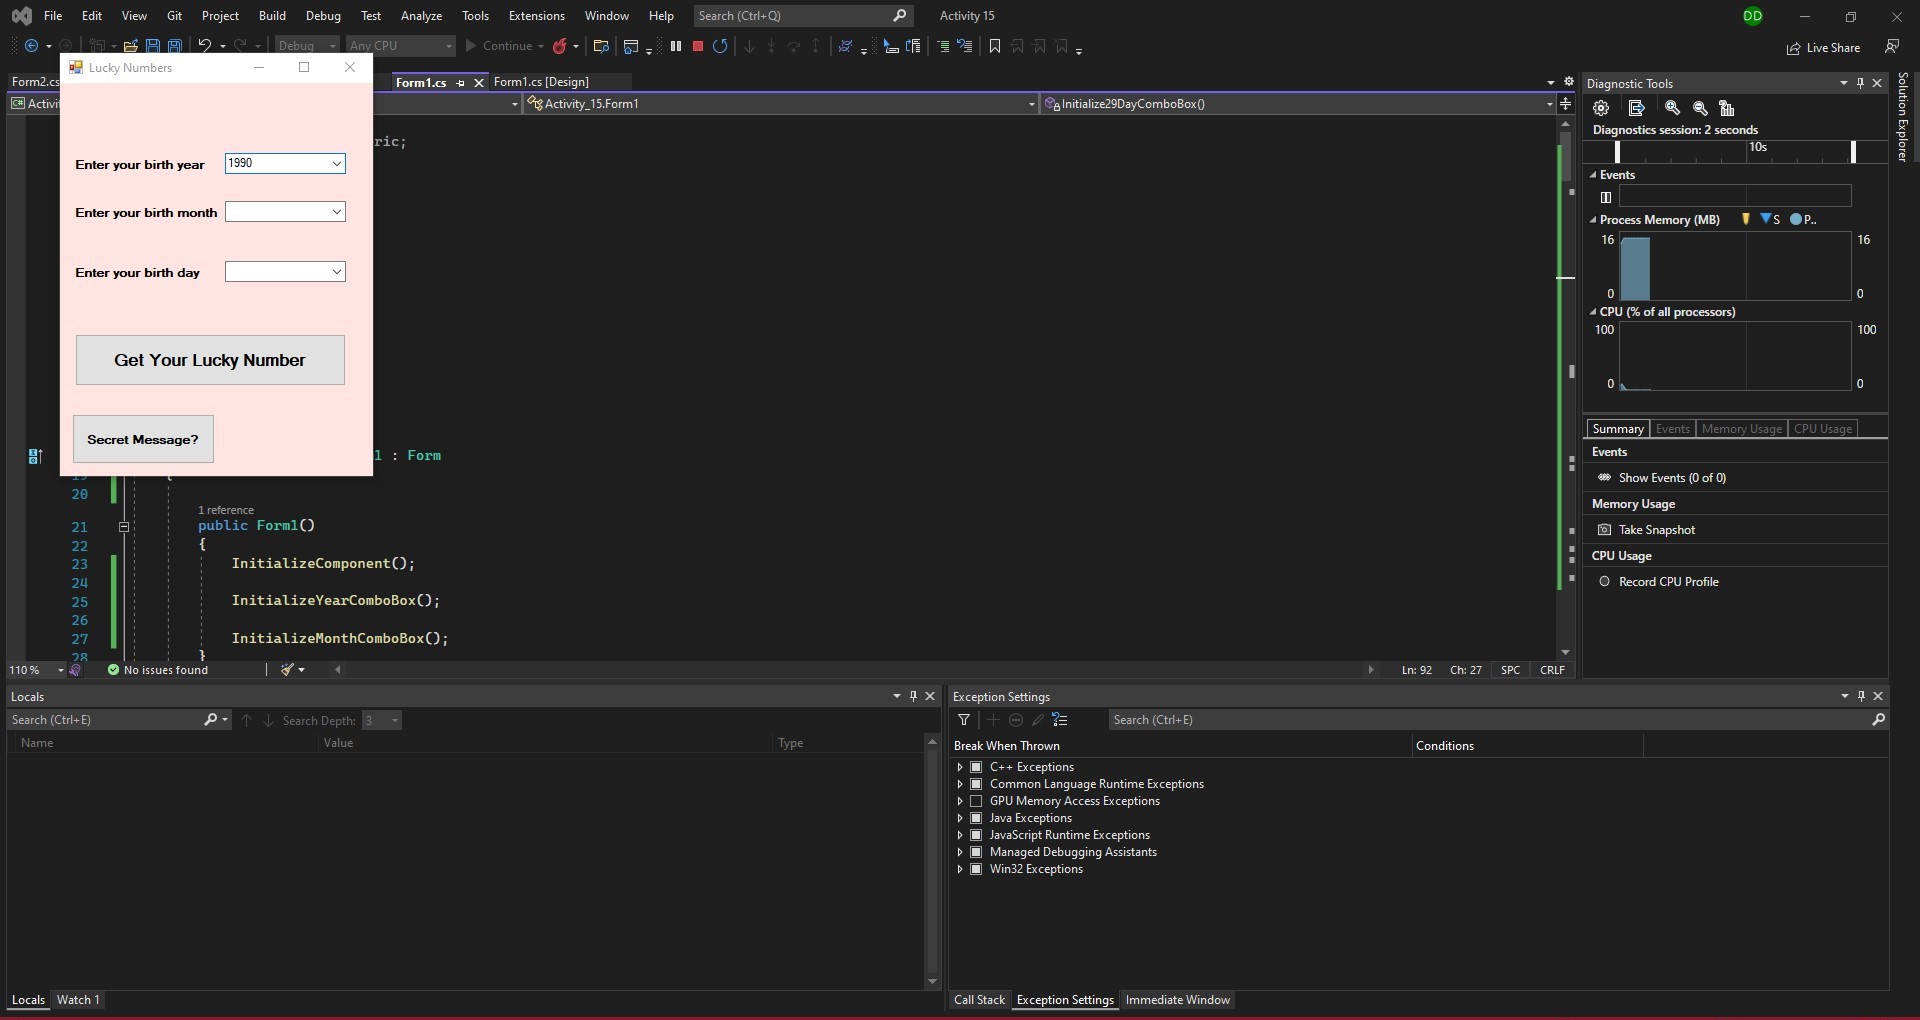 File Edit View Git Project Build Debug Test Analyze Tools Extensions Window Help Search (Ctrl+Q) Activity 15 DD
Debug Any CPU Continue Live Share
Lucky Numbers
Form2.cs Form1.cs Form1.cs [Design]
C# Activi Activity_15.Form1 Initialize29DayComboBox()
ric;
Enter your birth year 1990
Enter your birth month
Enter your birth day
Get Your Lucky Number
Secret Message?
1 : Form
19
20
1 reference
21 public Form1()
22 {
23 InitializeComponent();
24
25 InitializeYearComboBox();
26
27 InitializeMonthComboBox();
28 }
110 % No issues found Ln: 92 Ch: 27 SPC CRLF
Diagnostic Tools
Diagnostics session: 2 seconds
10s
Events
Process Memory (MB) S P..
16 16
0 0
CPU (% of all processors)
100 100
0 0
Summary Events Memory Usage CPU Usage
Events
Show Events (0 of 0)
Memory Usage
Take Snapshot
CPU Usage
Record CPU Profile
Solution Explorer
Locals
Search (Ctrl+E) Search Depth: 3
Name Value Type
Locals Watch 1
Exception Settings
Search (Ctrl+E)
Break When Thrown Conditions
C++ Exceptions
Common Language Runtime Exceptions
GPU Memory Access Exceptions
Java Exceptions
JavaScript Runtime Exceptions
Managed Debugging Assistants
Win32 Exceptions
Call Stack Exception Settings Immediate Window